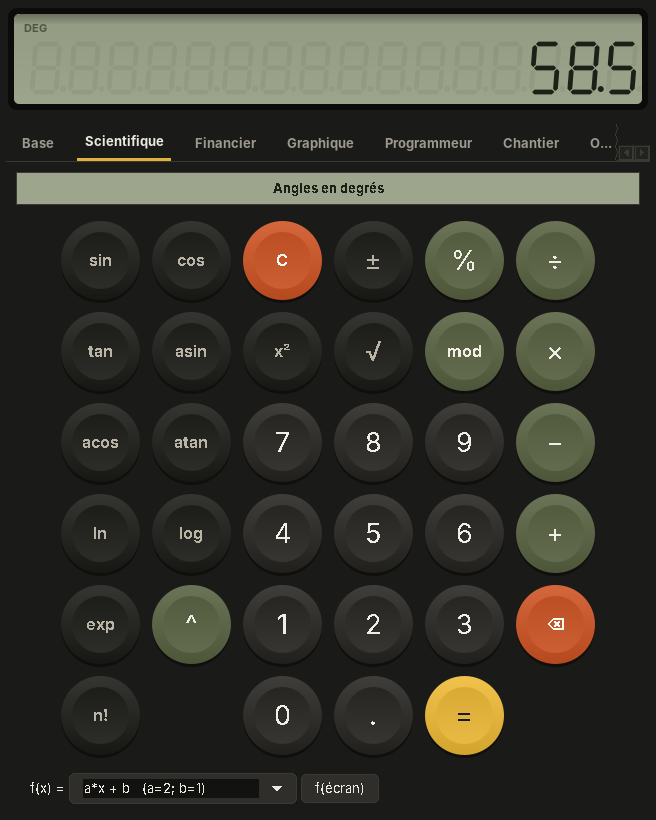 DEG
58.5
Base Scientifique Financier Graphique Programmeur Chantier O...
Angles en degrés
sin cos C ± % ÷
tan asin x² √ mod ×
acos atan 7 8 9 −
ln log 4 5 6 +
exp ^ 1 2 3 ⌫
n! 0 . =
f(x) = a*x + b (a=2; b=1) f(écran)